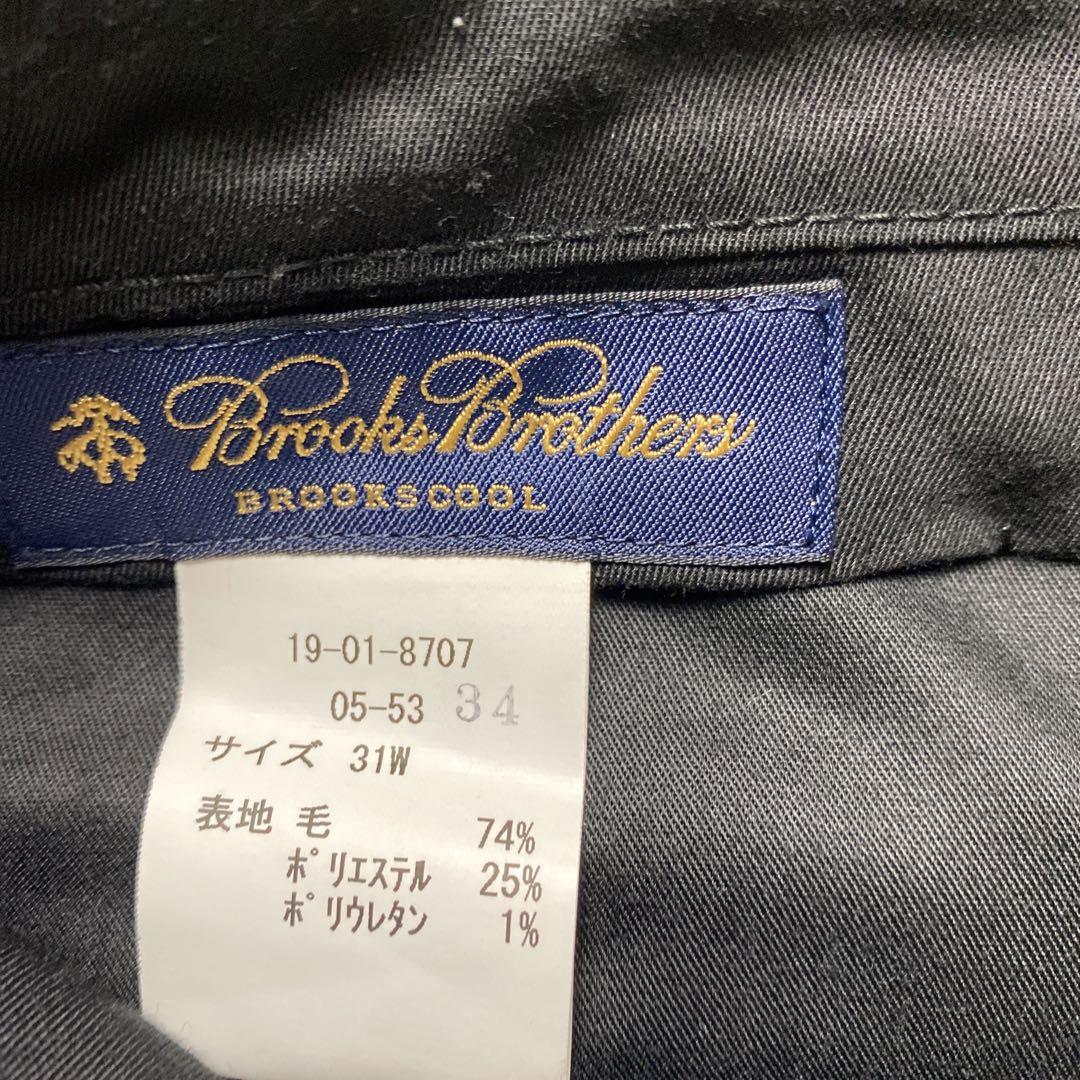 Brooks Brothers
BROOKSCOOL
19-01-8707
05-53 34
サイズ 31W
表地 毛 74%
ポリエステル 25%
ポリウレタン 1%